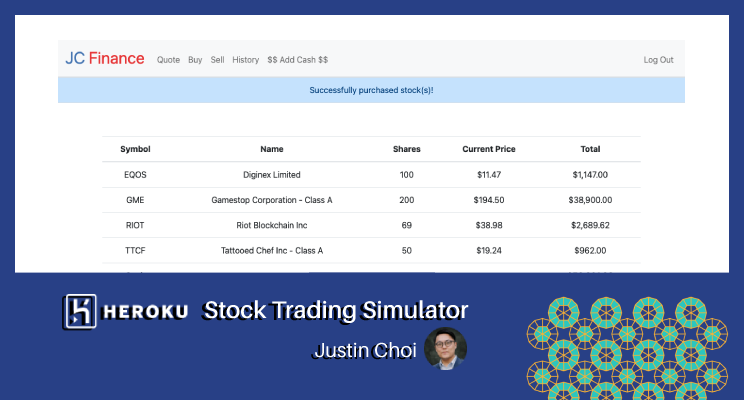 JC Finance Quote Buy Sell History $$ Add Cash $$ Log Out
Successfully purchased stock(s)!
Symbol Name Shares Current Price Total
EQOS Diginex Limited 100 $11.47 $1,147.00
GME Gamestop Corporation - Class A 200 $194.50 $38,900.00
RIOT Riot Blockchain Inc 69 $38.98 $2,689.62
TTCF Tattooed Chef Inc - Class A 50 $19.24 $962.00
HEROKU Stock Trading Simulator
Justin Choi